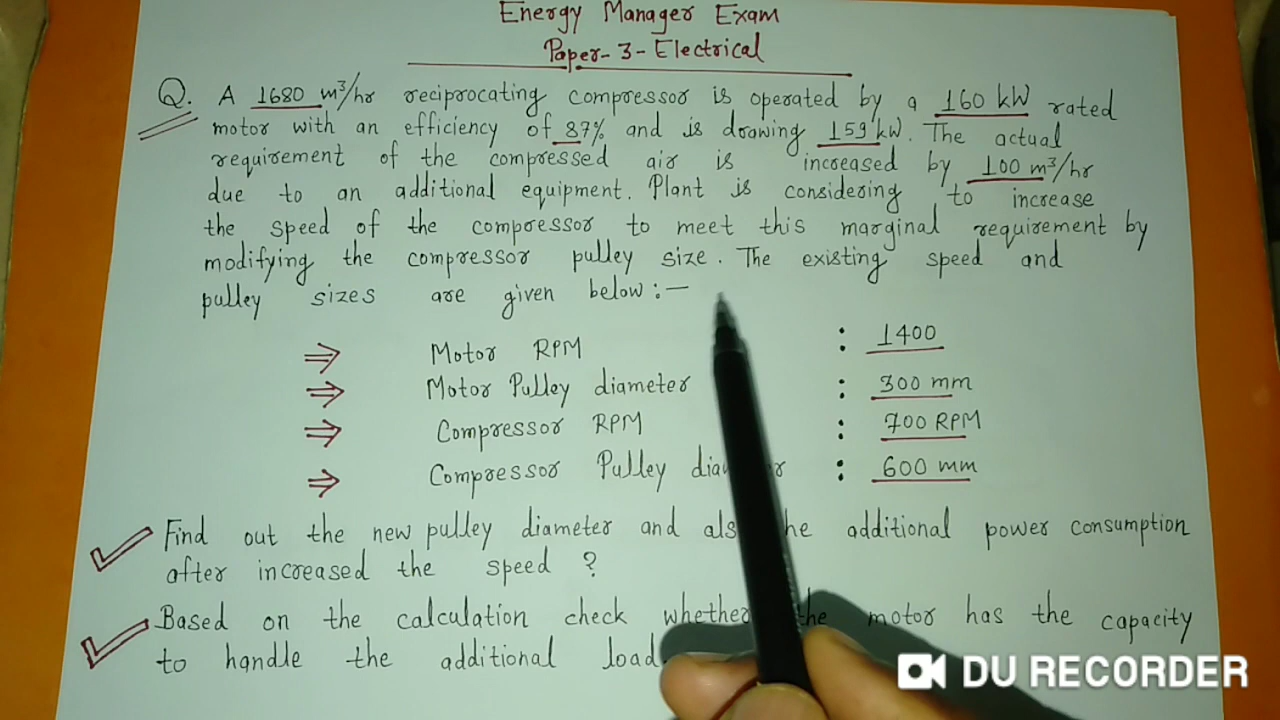 Energy Manager Exam
Paper-3-Electrical
Q. A 1680 m³/hr reciprocating compressor is operated by a 160 kW rated
motor with an efficiency of 87% and is drawing 159 kW. The actual
requirement of the compressed air is increased by 100 m³/hr
due to an additional equipment. Plant is considering to increase
the speed of the compressor to meet this marginal requirement by
modifying the compressor pulley size. The existing speed and
pulley sizes are given below:—
⇒ Motor RPM : 1400
⇒ Motor Pulley diameter : 300 mm
⇒ Compressor RPM : 700 RPM
⇒ Compressor Pulley : 600 mm
Find out the new pulley diameter and additional power consumption
after increased the speed ?
Based on the calculation check whether the motor has the capacity
to handle the additional load
DU RECORDER